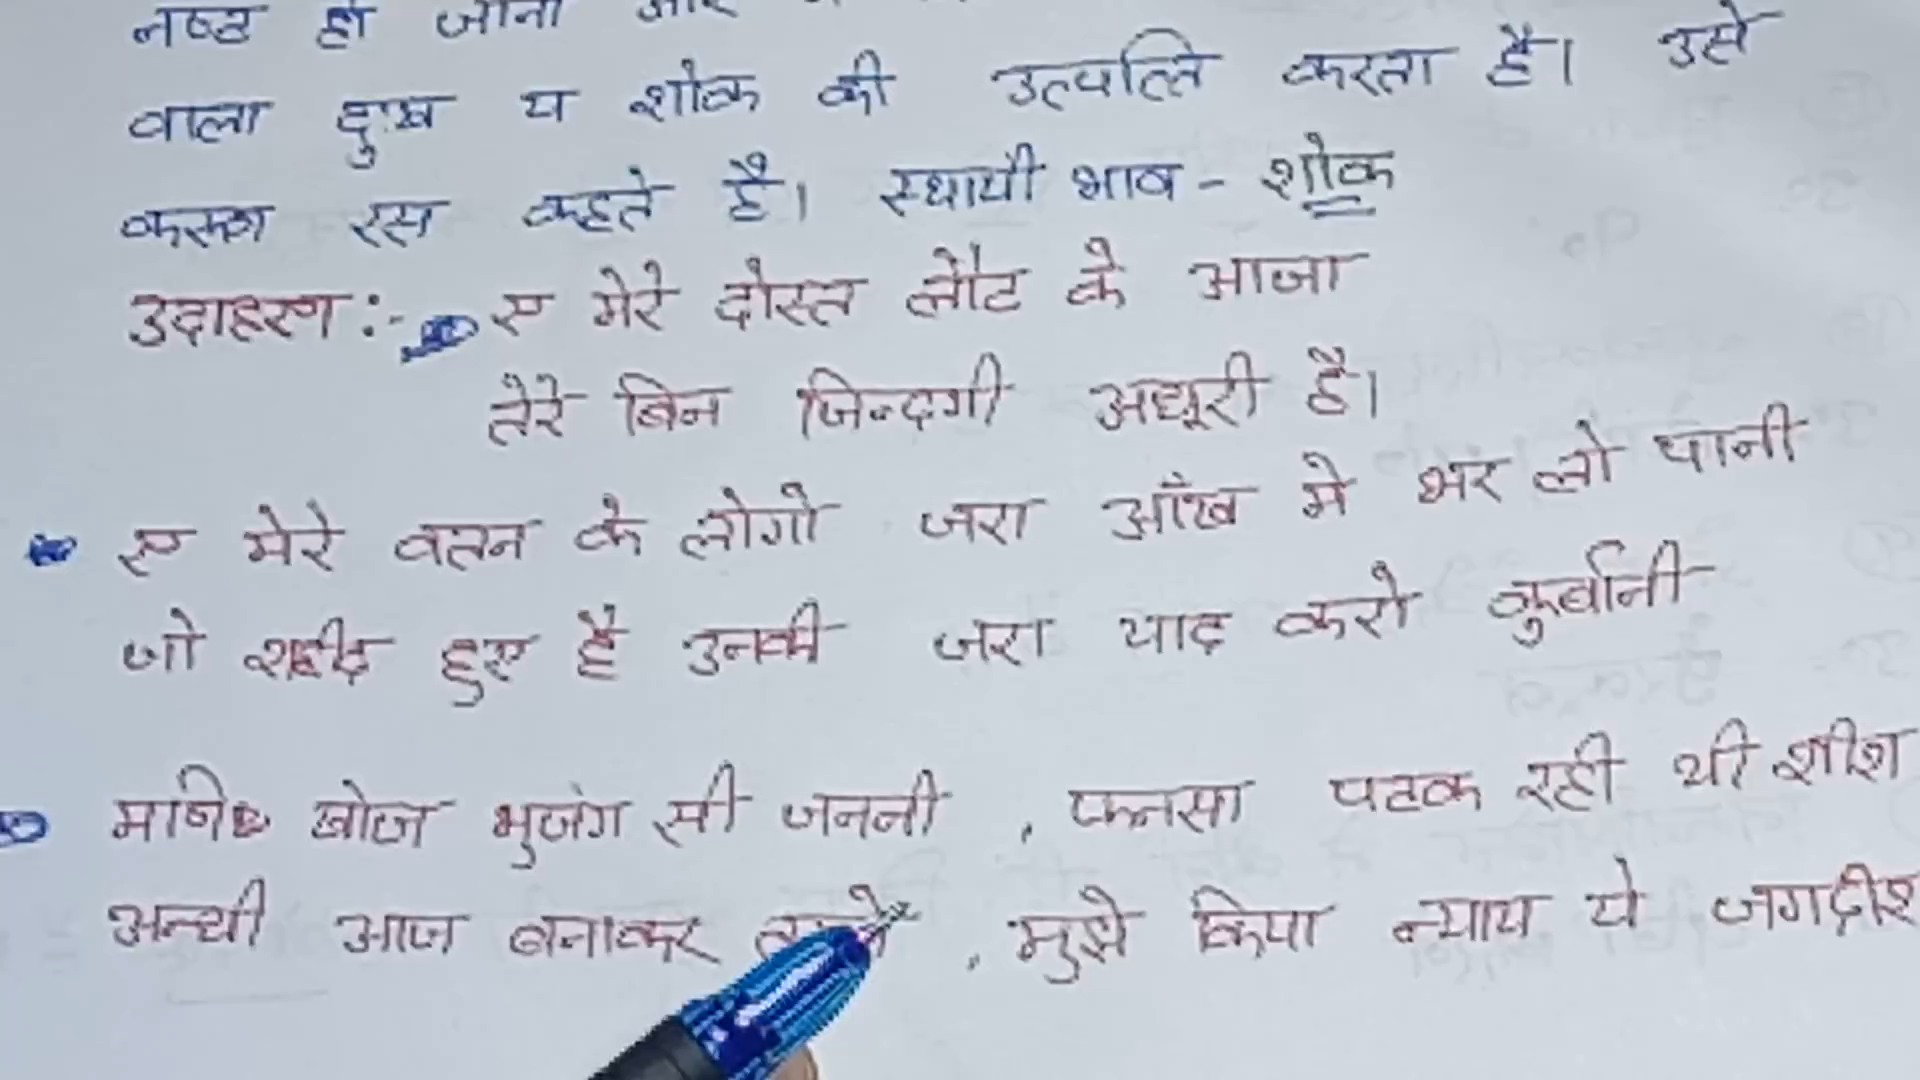 नष्ट हो जाना और
वाला दुःख य शोक की उत्पत्ति करता है। उसे
करूण रस कहते है। स्थायी भाव - शोक
उदाहरण :- ए मेरे दोस्त लौट के आजा
तेरे बिन जिन्दगी अधूरी है।
ए मेरे वतन के लोगो जरा आँख मे भर लो पानी
जो शहीद हुए है उनकी जरा याद करो कुर्बानी
मणि खोज भुजंग सी जननी , फनसा पटक रही थी शीश
अन्धी आज बनाकर , मुझे किया न्याय ये जगदीश